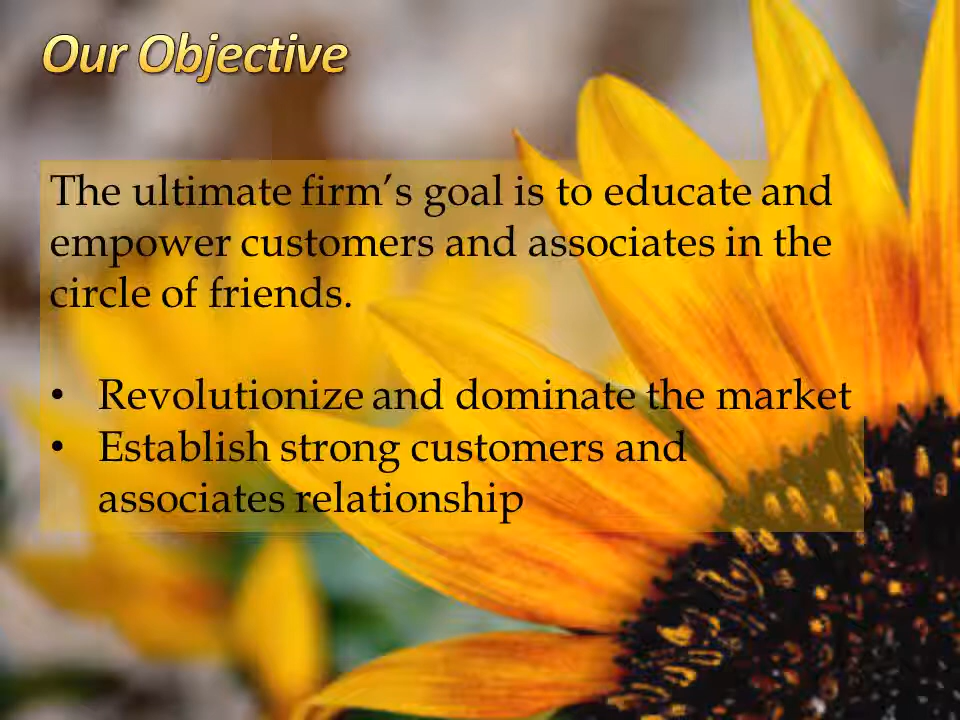 Our Objective
The ultimate firm’s goal is to educate and
empower customers and associates in the
circle of friends.
• Revolutionize and dominate the market
• Establish strong customers and
associates relationship